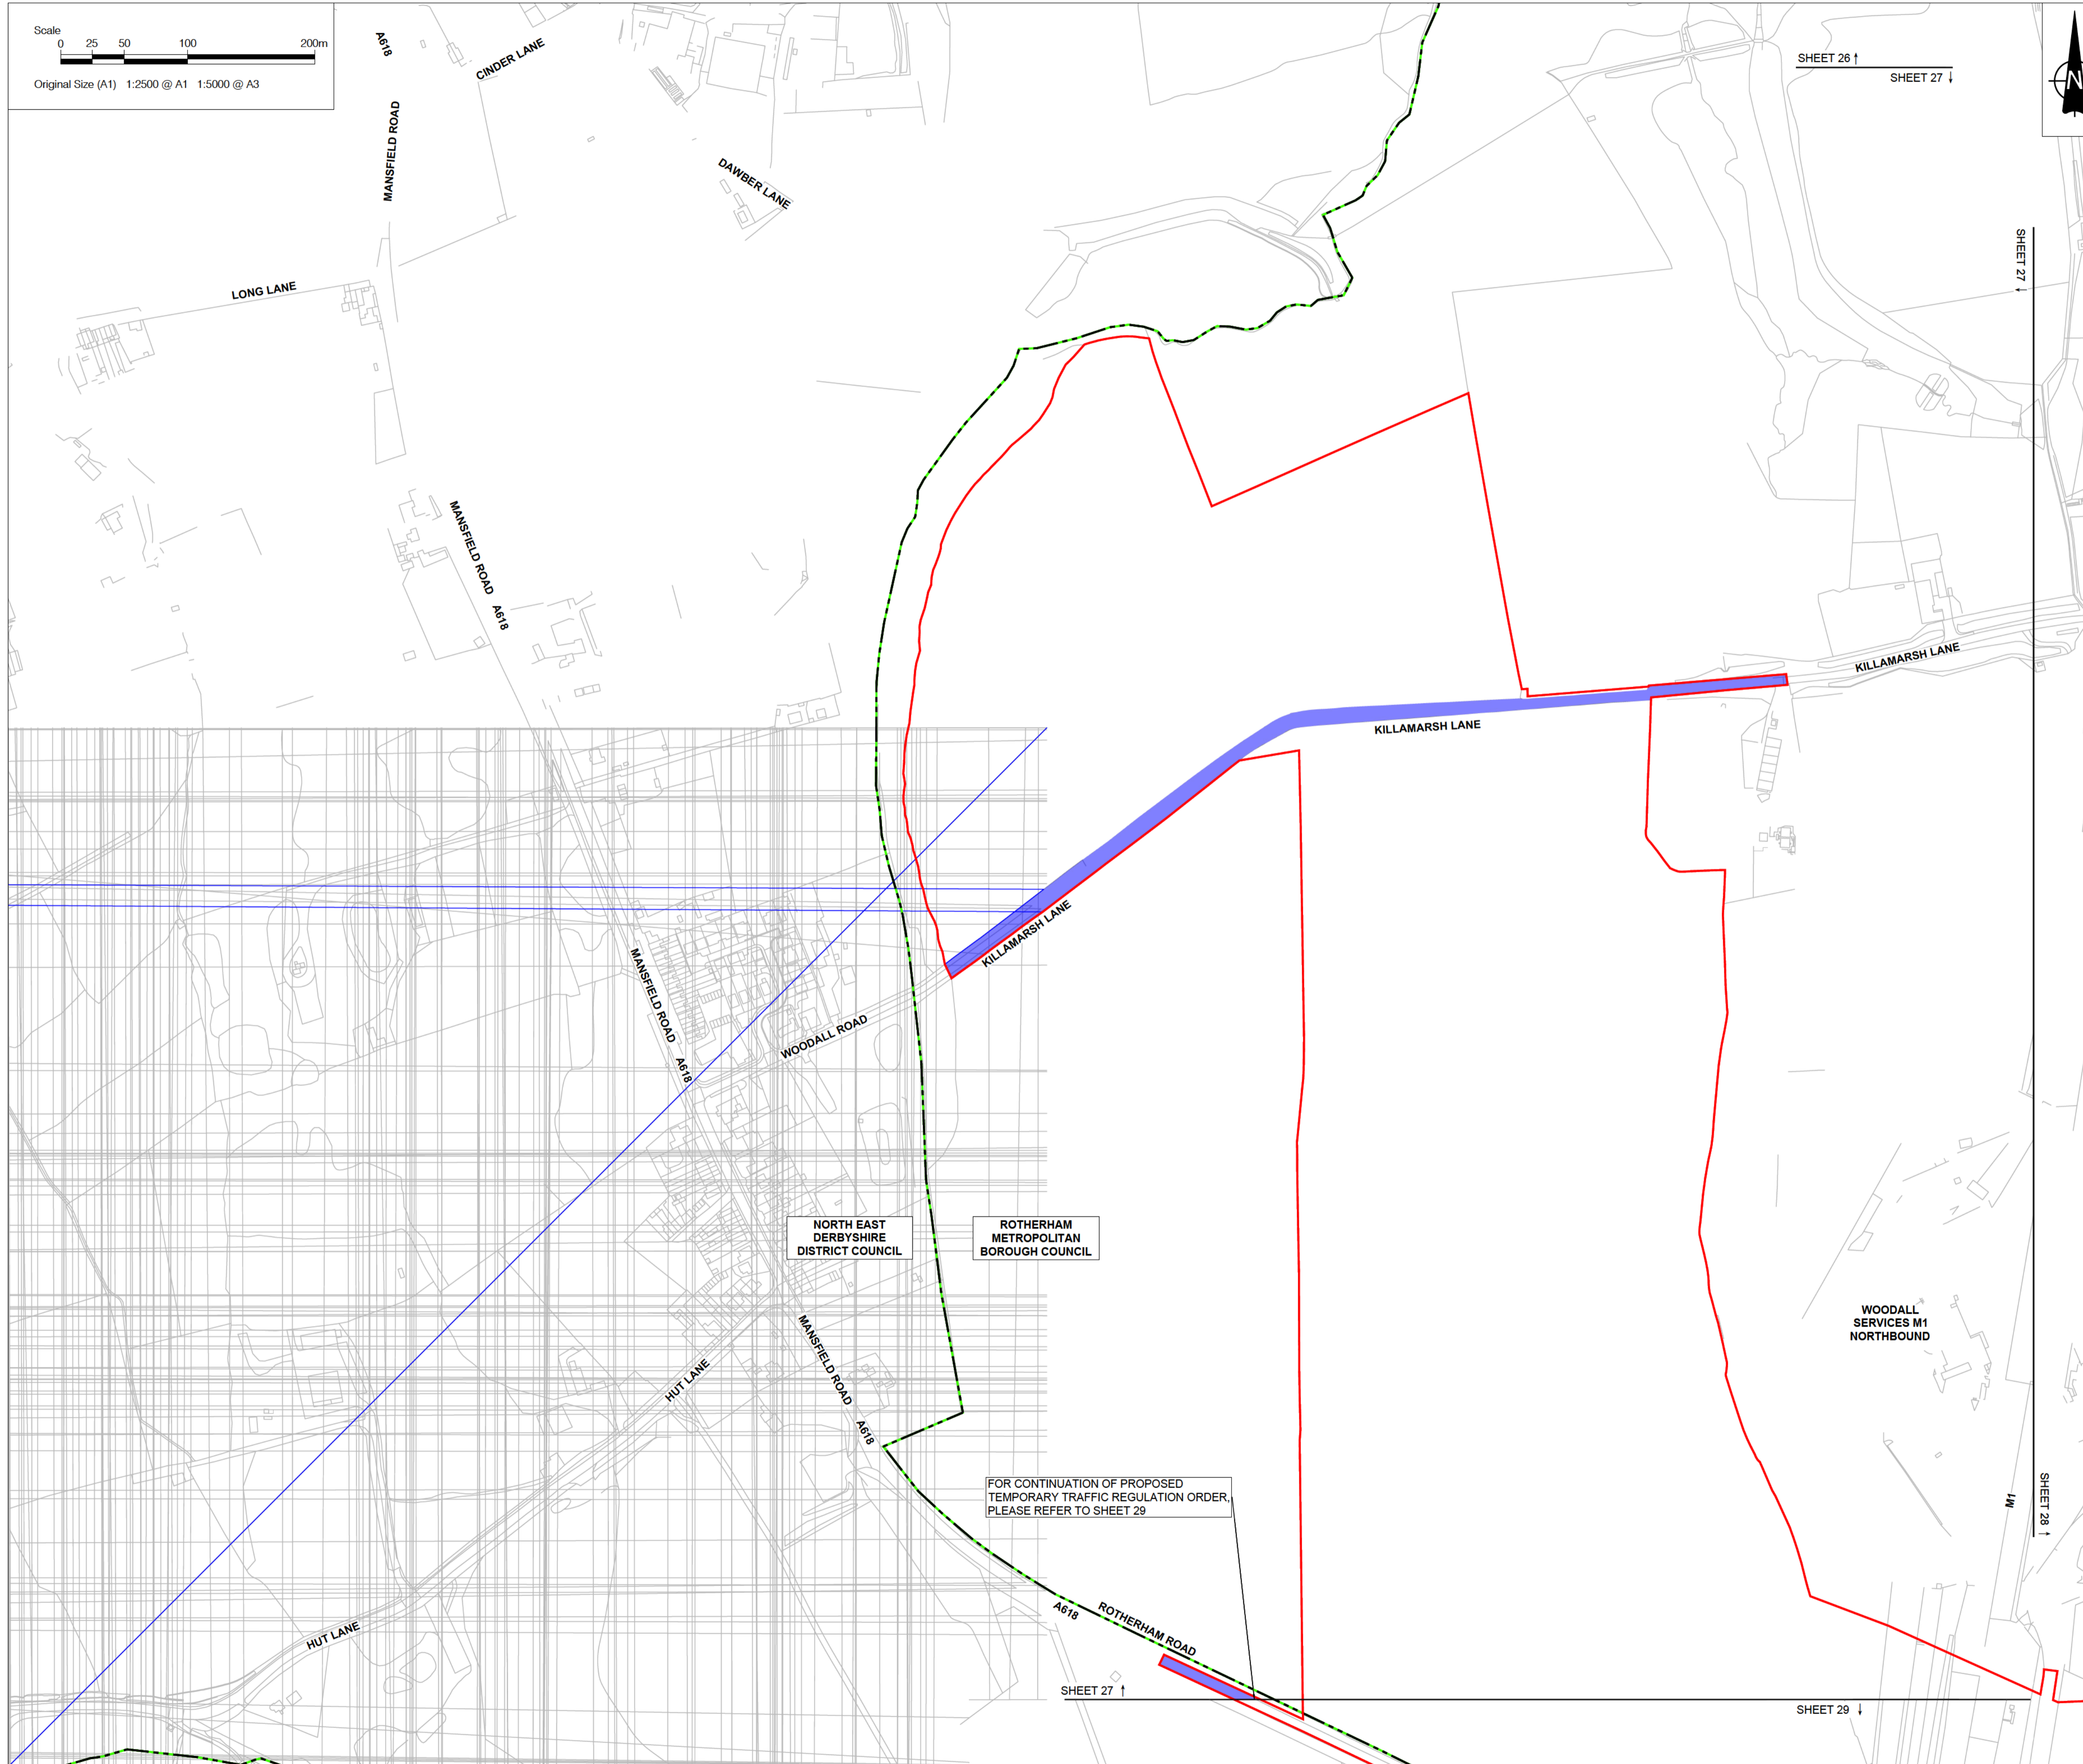 Scale
0 25 50 100 200m
Original Size (A1) 1:2500 @ A1 1:5000 @ A3
A618
CINDER LANE
SHEET 26 ↑
SHEET 27 ↓
N
MANSFIELD ROAD
DAWBER LANE
SHEET 27 ←
LONG LANE
MANSFIELD ROAD A618
KILLAMARSH LANE
KILLAMARSH LANE
KILLAMARSH LANE
MANSFIELD ROAD A618
WOODALL ROAD
NORTH EAST
DERBYSHIRE
DISTRICT COUNCIL
ROTHERHAM
METROPOLITAN
BOROUGH COUNCIL
WOODALL
SERVICES M1
NORTHBOUND
MANSFIELD ROAD A618
HUT LANE
FOR CONTINUATION OF PROPOSED
TEMPORARY TRAFFIC REGULATION ORDER,
PLEASE REFER TO SHEET 29
M1
SHEET 28 →
A618 ROTHERHAM ROAD
HUT LANE
SHEET 27 ↑
SHEET 29 ↓